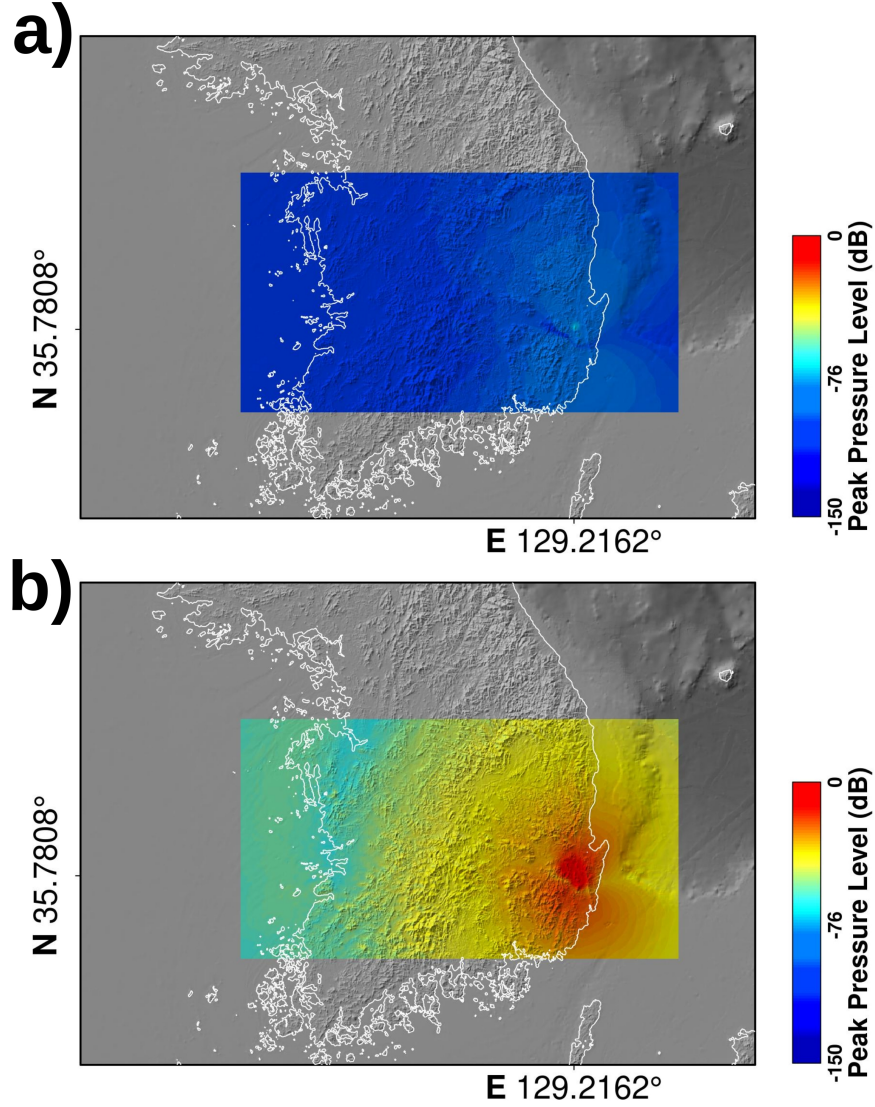 a)
N 35.7808°
E 129.2162°
0
-76
-150
Peak Pressure Level (dB)
b)
N 35.7808°
E 129.2162°
0
-76
-150
Peak Pressure Level (dB)